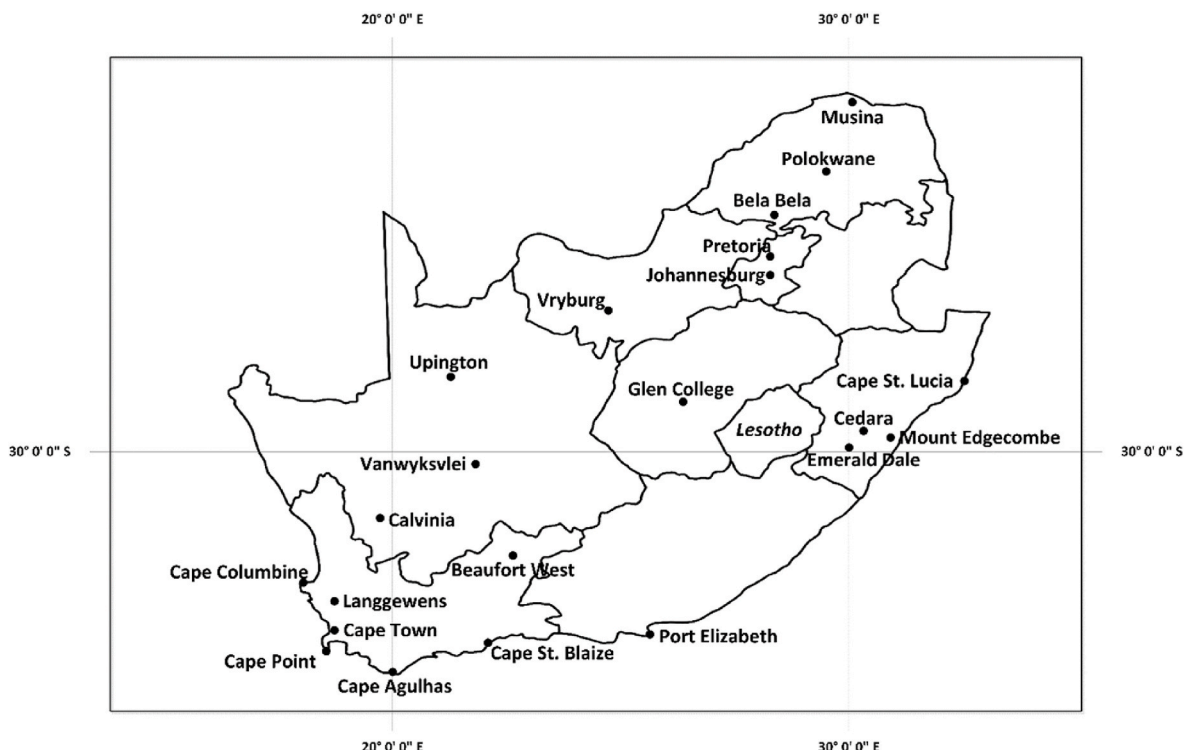 20° 0' 0" E
30° 0' 0" E
Musina
Polokwane
Bela Bela
Pretoria
Johannesburg
Vryburg
Upington
Cape St. Lucia
Glen College
Cedara
Lesotho
Mount Edgecombe
30° 0' 0" S
30° 0' 0" S
Emerald Dale
Vanwyksvlei
Calvinia
Cape Columbine
Beaufort West
Langgewens
Cape Town
Port Elizabeth
Cape St. Blaize
Cape Point
Cape Agulhas
20° 0' 0" E
30° 0' 0" E